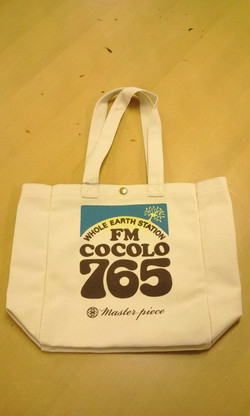 WHOLE EARTH STATION
FM
COCOLO
765
Master-piece